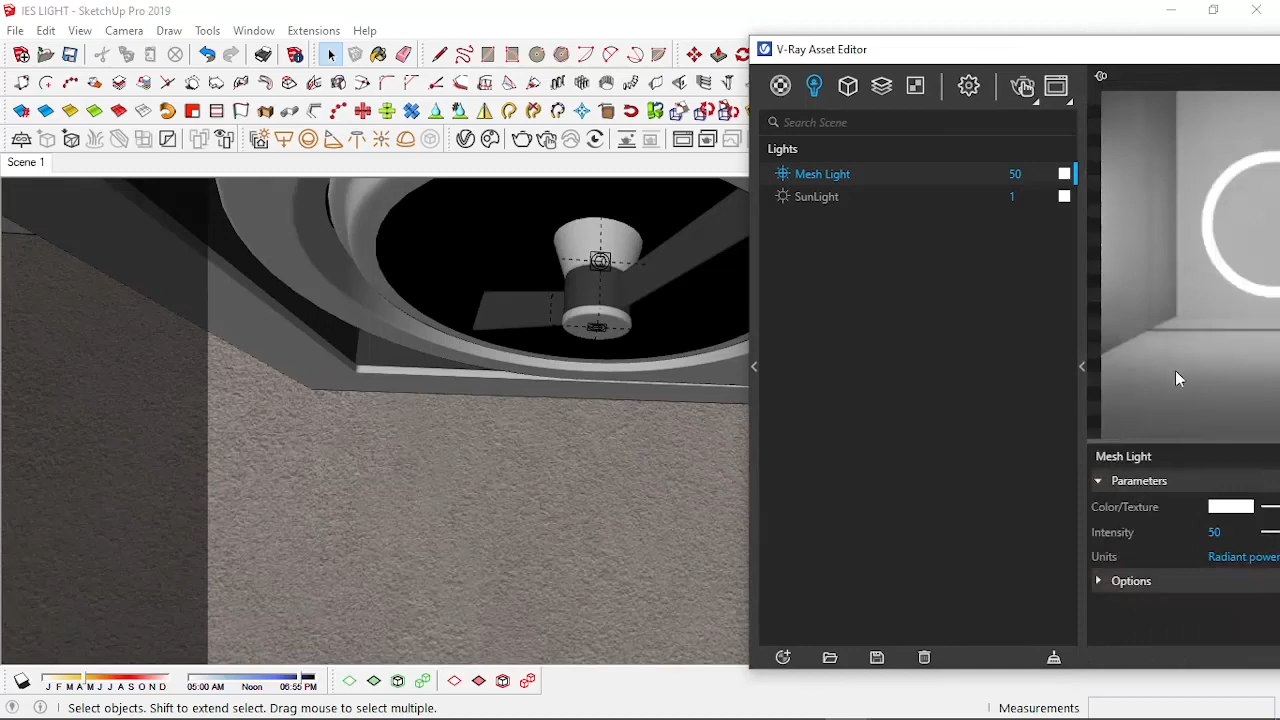 IES LIGHT - SketchUp Pro 2019
File Edit View Camera Draw Tools Window Extensions Help
V-Ray Asset Editor
Search Scene
Scene 1
Lights
Mesh Light 50
SunLight 1
Mesh Light
Parameters
Color/Texture
Intensity 50
Units Radiant power
Options
J F M A M J J A S O N D 05:00 AM Noon 06:55 PM
Select objects. Shift to extend select. Drag mouse to select multiple. Measurements